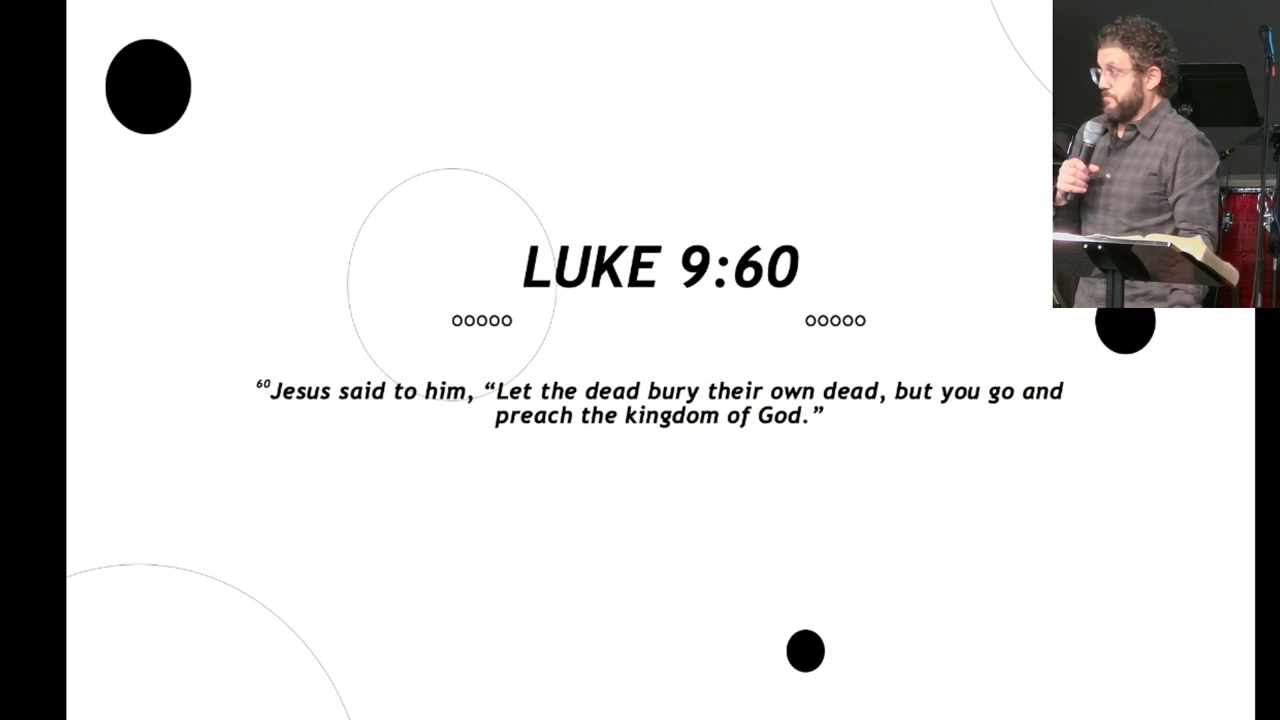 LUKE 9:60
ooooo ooooo
60Jesus said to him, “Let the dead bury their own dead, but you go and
preach the kingdom of God.”